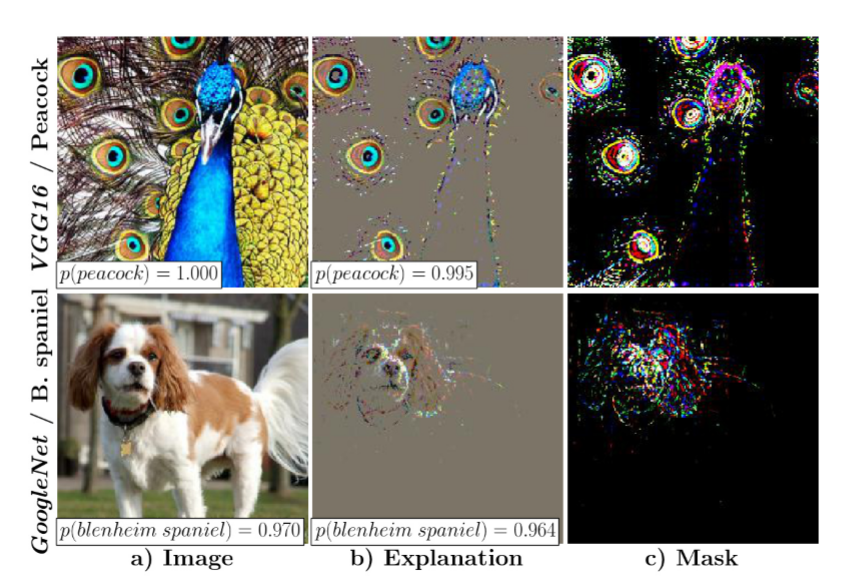 VGG16 / Peacock
p(peacock) = 1.000
p(peacock) = 0.995
GoogleNet / B. spaniel
p(blenheim spaniel) = 0.970
p(blenheim spaniel) = 0.964
a) Image
b) Explanation
c) Mask